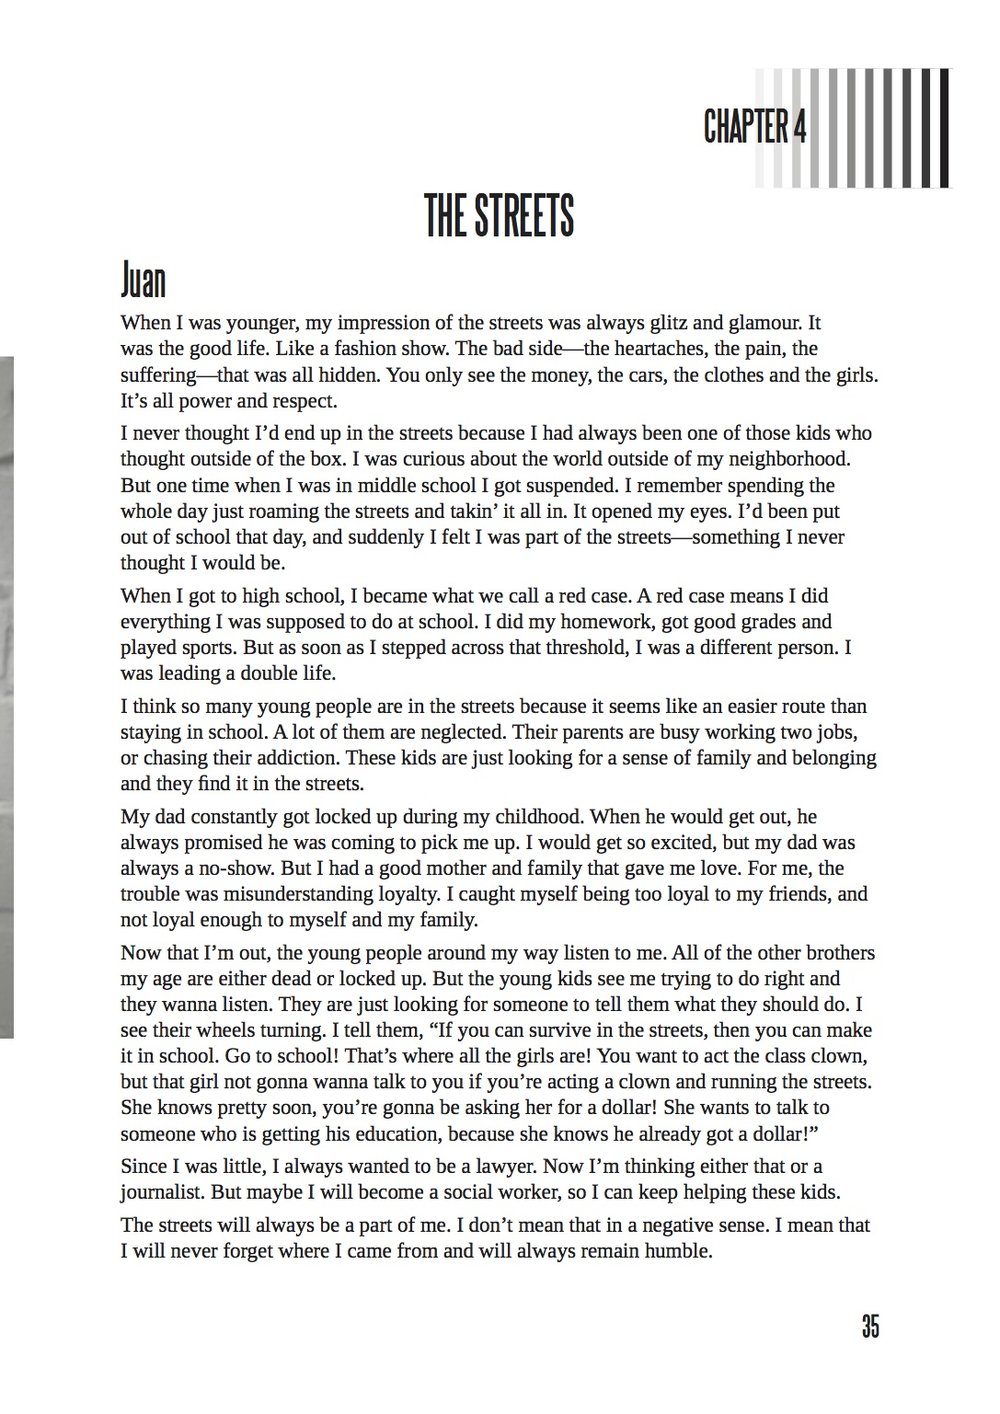 CHAPTER 4
THE STREETS
Juan
When I was younger, my impression of the streets was always glitz and glamour. It
was the good life. Like a fashion show. The bad side—the heartaches, the pain, the
suffering—that was all hidden. You only see the money, the cars, the clothes and the girls.
It’s all power and respect.
I never thought I’d end up in the streets because I had always been one of those kids who
thought outside of the box. I was curious about the world outside of my neighborhood.
But one time when I was in middle school I got suspended. I remember spending the
whole day just roaming the streets and takin’ it all in. It opened my eyes. I’d been put
out of school that day, and suddenly I felt I was part of the streets—something I never
thought I would be.
When I got to high school, I became what we call a red case. A red case means I did
everything I was supposed to do at school. I did my homework, got good grades and
played sports. But as soon as I stepped across that threshold, I was a different person. I
was leading a double life.
I think so many young people are in the streets because it seems like an easier route than
staying in school. A lot of them are neglected. Their parents are busy working two jobs,
or chasing their addiction. These kids are just looking for a sense of family and belonging
and they find it in the streets.
My dad constantly got locked up during my childhood. When he would get out, he
always promised he was coming to pick me up. I would get so excited, but my dad was
always a no-show. But I had a good mother and family that gave me love. For me, the
trouble was misunderstanding loyalty. I caught myself being too loyal to my friends, and
not loyal enough to myself and my family.
Now that I’m out, the young people around my way listen to me. All of the other brothers
my age are either dead or locked up. But the young kids see me trying to do right and
they wanna listen. They are just looking for someone to tell them what they should do. I
see their wheels turning. I tell them, “If you can survive in the streets, then you can make
it in school. Go to school! That’s where all the girls are! You want to act the class clown,
but that girl not gonna wanna talk to you if you’re acting a clown and running the streets.
She knows pretty soon, you’re gonna be asking her for a dollar! She wants to talk to
someone who is getting his education, because she knows he already got a dollar!”
Since I was little, I always wanted to be a lawyer. Now I’m thinking either that or a
journalist. But maybe I will become a social worker, so I can keep helping these kids.
The streets will always be a part of me. I don’t mean that in a negative sense. I mean that
I will never forget where I came from and will always remain humble.
35